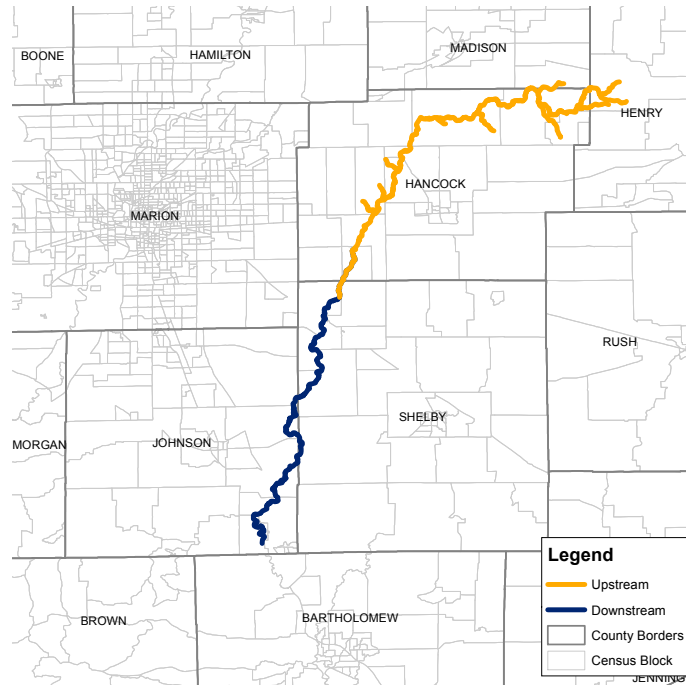 MADISON
BOONE
HAMILTON
HENRY
HANCOCK
MARION
RUSH
SHELBY
MORGAN
JOHNSON
Legend
Upstream
Downstream
BROWN
BARTHOLOMEW
County Borders
Census Block
JENNING